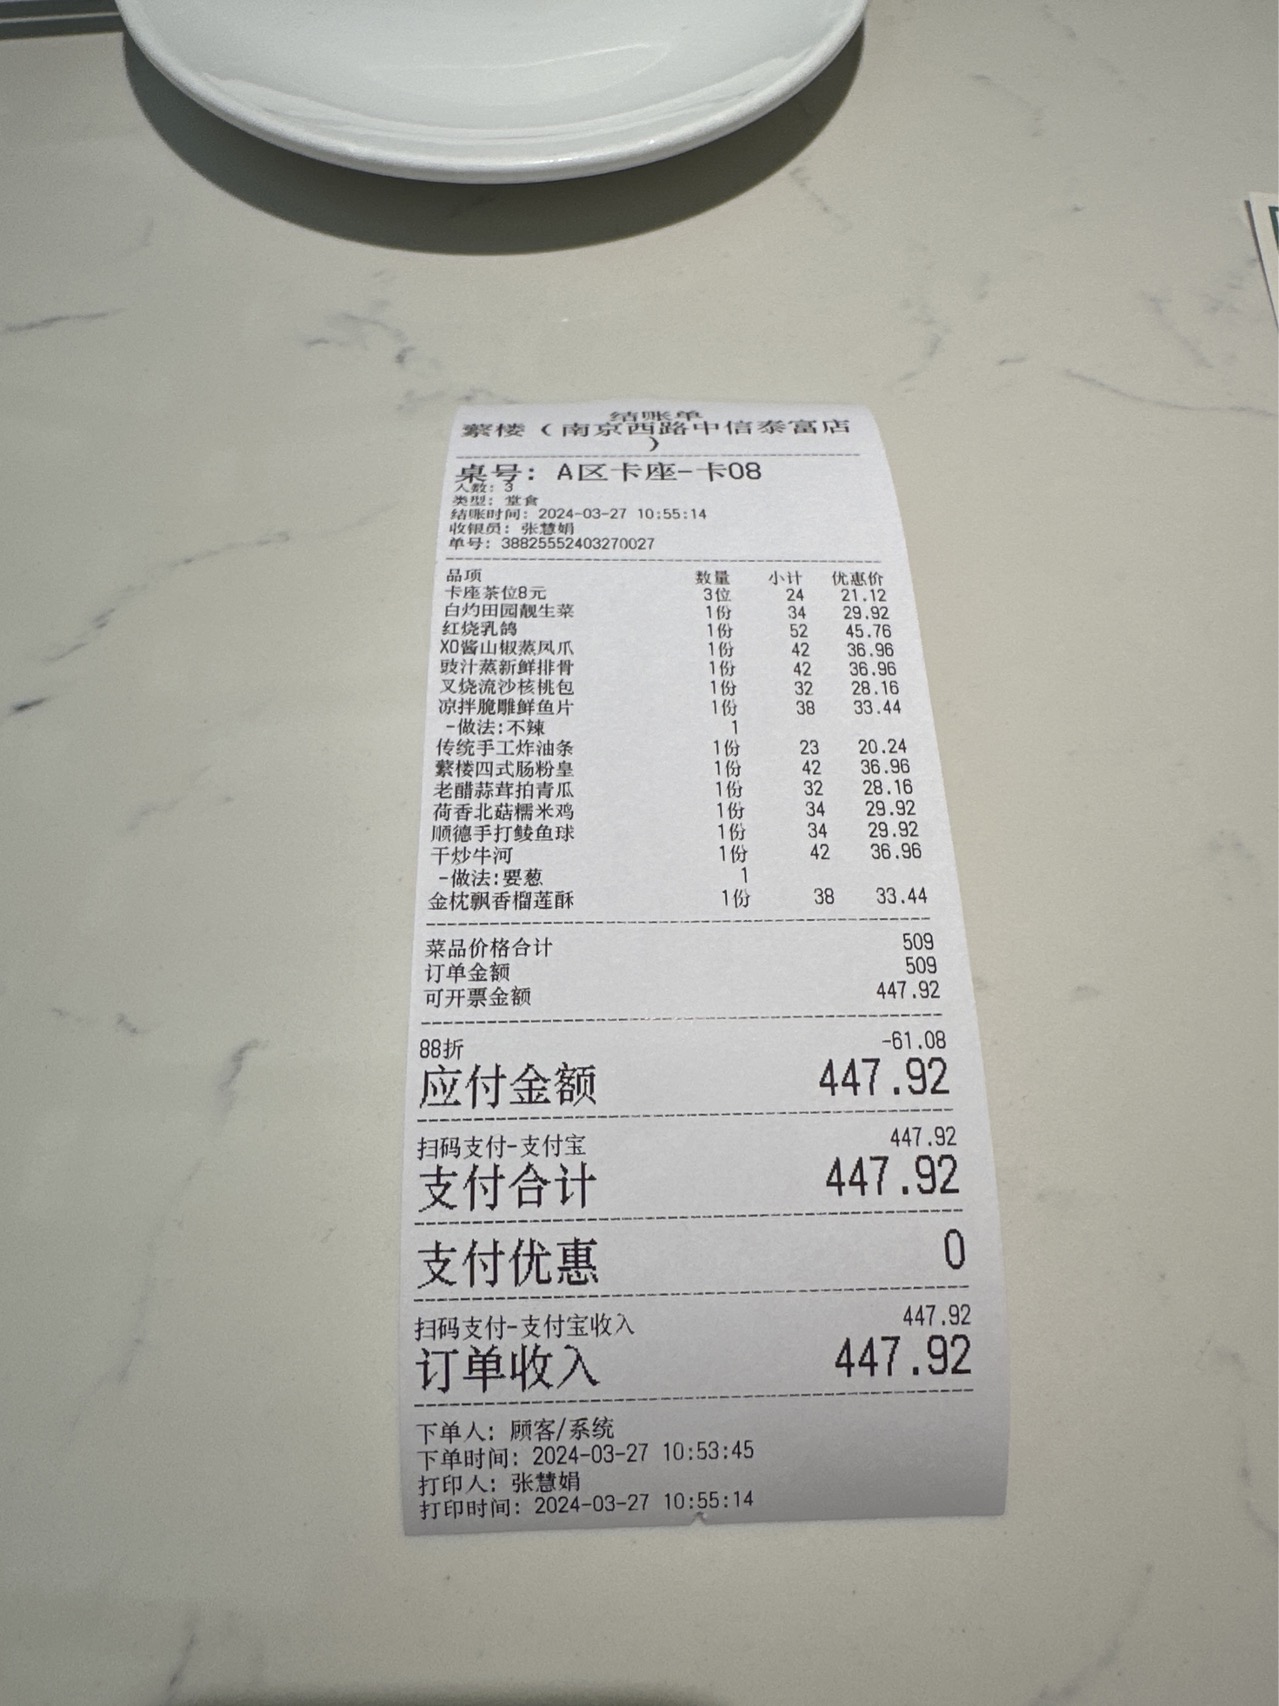 结账单
蘩楼（南京西路中信泰富店
）
桌号: A区卡座-卡08
人数: 3
类型: 堂食
结账时间: 2024-03-27 10:55:14
收银员: 张慧娟
单号: 38825552403270027
品项 数量 小计 优惠价
卡座茶位8元 3位 24 21.12
白灼田园靓生菜 1份 34 29.92
红烧乳鸽 1份 52 45.76
XO酱山椒蒸凤爪 1份 42 36.96
豉汁蒸新鲜排骨 1份 42 36.96
叉烧流沙核桃包 1份 32 28.16
凉拌脆雕鲜鱼片 1份 38 33.44
-做法:不辣 1
传统手工炸油条 1份 23 20.24
蘩楼四式肠粉皇 1份 42 36.96
老醋蒜茸拍青瓜 1份 32 28.16
荷香北菇糯米鸡 1份 34 29.92
顺德手打鲮鱼球 1份 34 29.92
干炒牛河 1份 42 36.96
-做法:要葱 1
金枕飘香榴莲酥 1份 38 33.44
菜品价格合计 509
订单金额 509
可开票金额 447.92
88折 -61.08
应付金额 447.92
扫码支付-支付宝 447.92
支付合计 447.92
支付优惠 0
扫码支付-支付宝收入 447.92
订单收入 447.92
下单人: 顾客/系统
下单时间: 2024-03-27 10:53:45
打印人: 张慧娟
打印时间: 2024-03-27 10:55:14